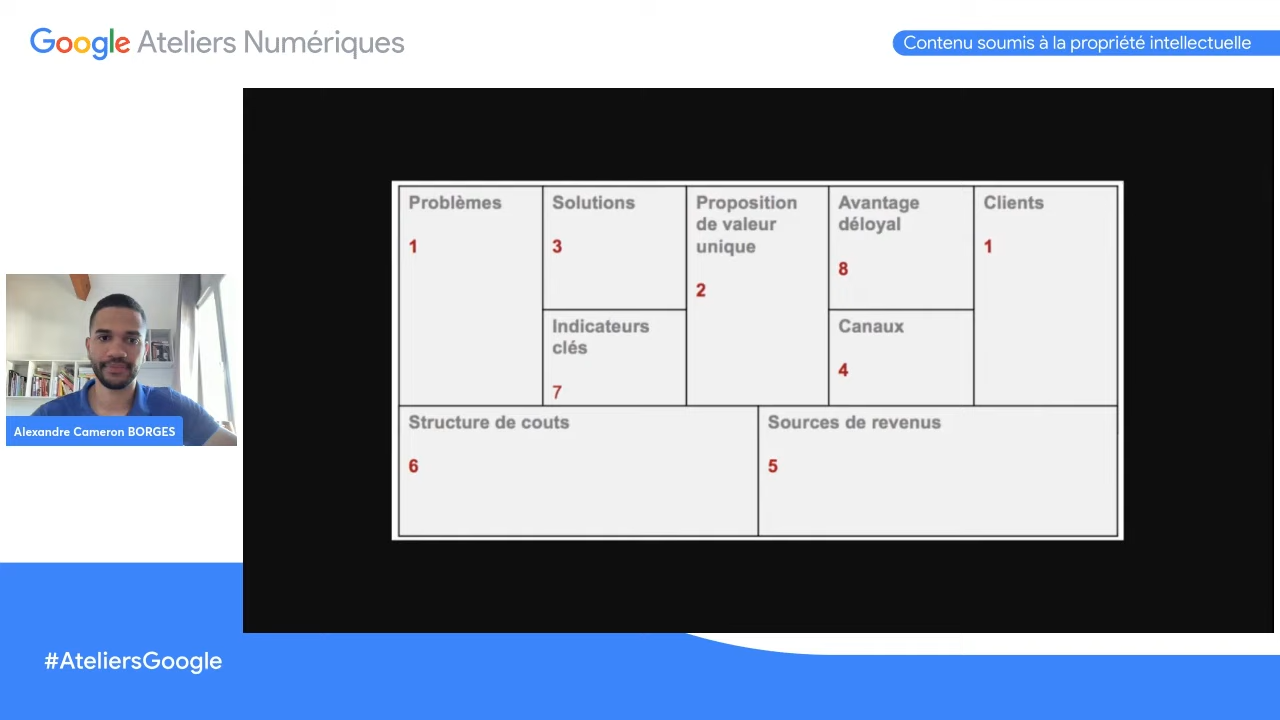 Google Ateliers Numériques
Contenu soumis à la propriété intellectuelle
Problèmes
1
Solutions
3
Indicateurs
clés
7
Proposition
de valeur
unique
2
Avantage
déloyal
8
Canaux
4
Clients
1
Structure de couts
6
Sources de revenus
5
Alexandre Cameron BORGES
#AteliersGoogle